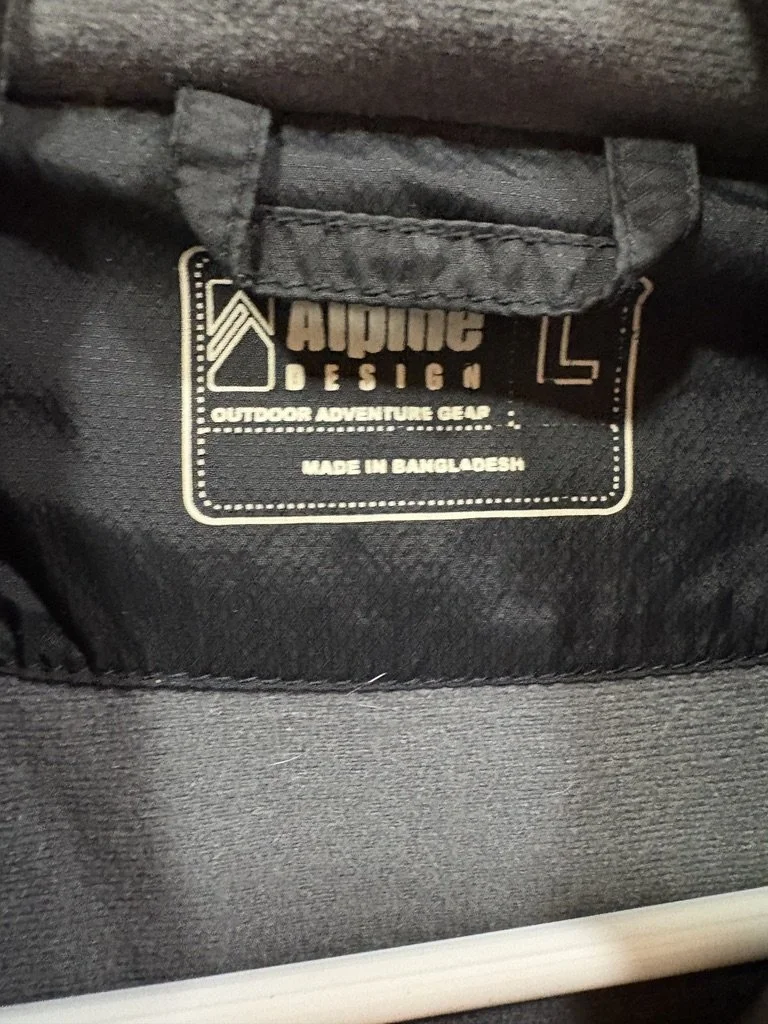 Alpine
L
DESIGN
OUTDOOR ADVENTURE GEAR
MADE IN BANGLADESH